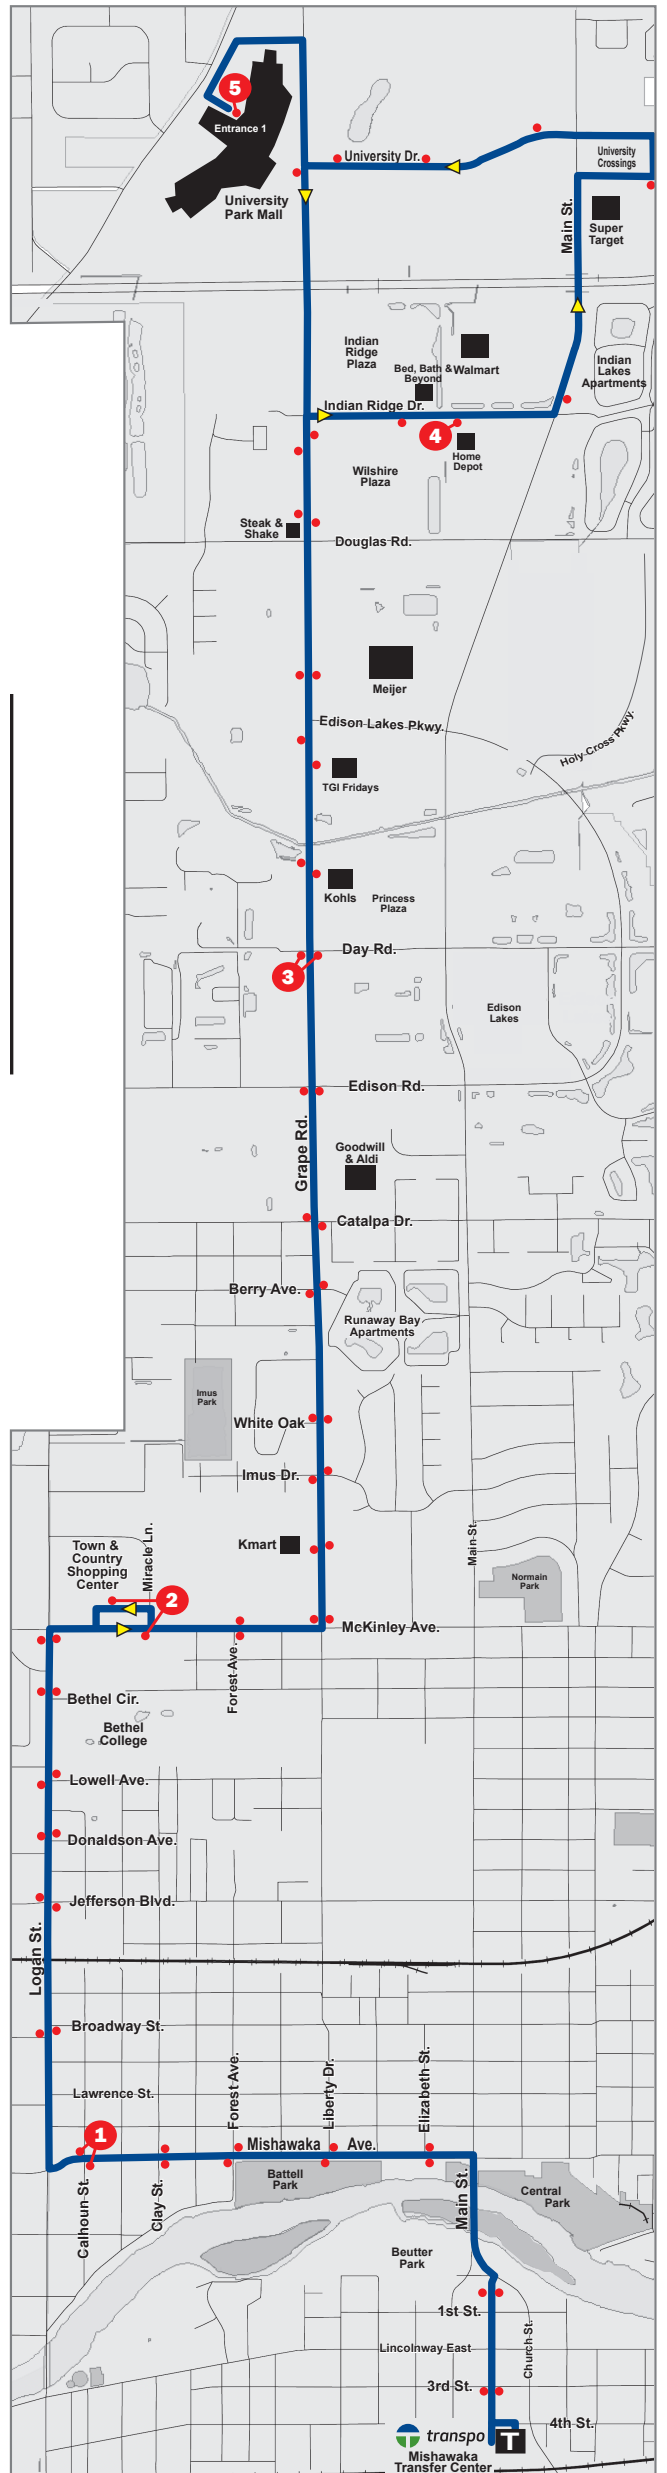 5
Entrance 1
University
Park Mall
University Dr.
University
Crossings
Main St.
Super
Target
Indian
Ridge
Plaza
Bed, Bath &
Beyond
Walmart
Indian
Lakes
Apartments
Indian Ridge Dr.
4
Home
Depot
Wilshire
Plaza
Steak &
Shake
Douglas Rd.
Meijer
Edison Lakes Pkwy.
Holy Cross Pkwy.
TGI Fridays
Kohls
Princess
Plaza
Day Rd.
3
Edison
Lakes
Edison Rd.
Grape Rd.
Goodwill
& Aldi
Catalpa Dr.
Berry Ave.
Runaway Bay
Apartments
Imus
Park
White Oak
Imus Dr.
Kmart
Main St.
Town &
Country
Shopping
Center
Miracle Ln.
Normain
Park
2
McKinley Ave.
Forest Ave.
Bethel Cir.
Bethel
College
Lowell Ave.
Donaldson Ave.
Jefferson Blvd.
Logan St.
Broadway St.
Lawrence St.
Forest Ave.
Liberty Dr.
Elizabeth St.
1
Mishawaka Ave.
Calhoun St.
Clay St.
Battell
Park
Main St.
Central
Park
Beutter
Park
1st St.
Lincolnway East
Church St.
3rd St.
4th St.
transpo
T
Mishawaka
Transfer Center